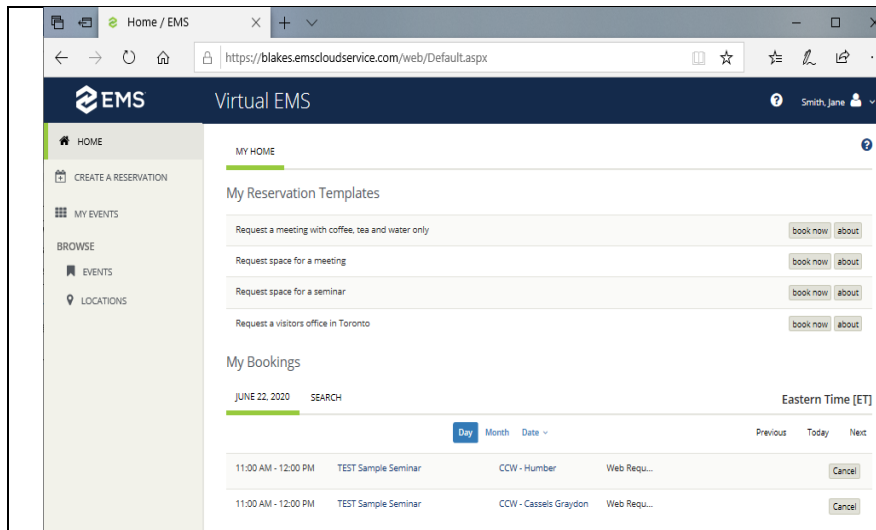 Home / EMS
https://blakes.emscloudservice.com/web/Default.aspx
EMS
Virtual EMS
Smith, Jane
HOME
CREATE A RESERVATION
MY EVENTS
BROWSE
EVENTS
LOCATIONS
MY HOME
My Reservation Templates
Request a meeting with coffee, tea and water only book now about
Request space for a meeting book now about
Request space for a seminar book now about
Request a visitors office in Toronto book now about
My Bookings
JUNE 22, 2020 SEARCH Eastern Time [ET]
Day Month Date Previous Today Next
11:00 AM - 12:00 PM TEST Sample Seminar CCW - Humber Web Requ... Cancel
11:00 AM - 12:00 PM TEST Sample Seminar CCW - Cassels Graydon Web Requ... Cancel